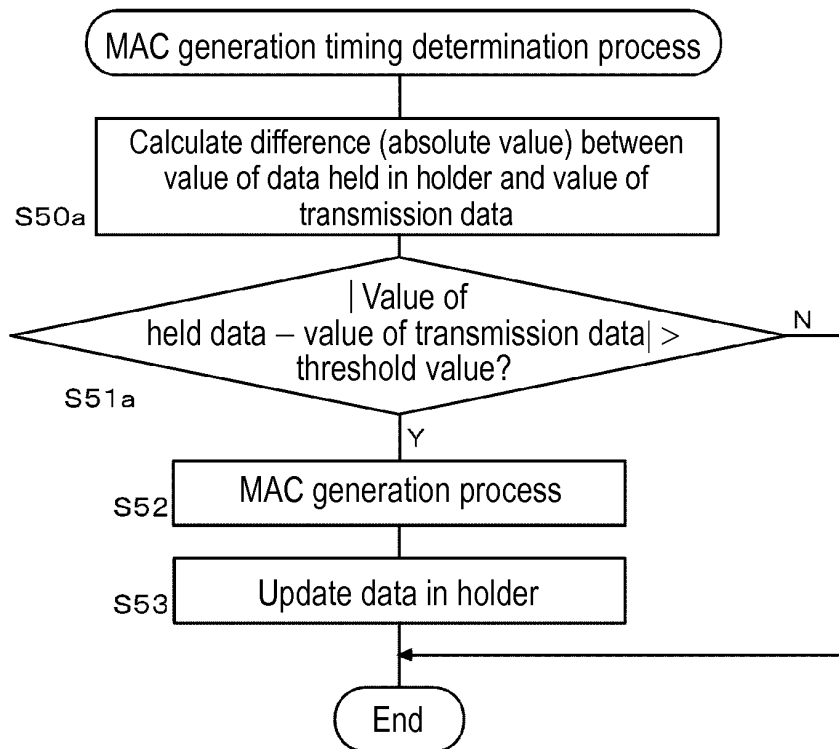 MAC generation timing determination process
Calculate difference (absolute value) between
value of data held in holder and value of
transmission data
S50a
| Value of
held data – value of transmission data| >
threshold value?
N
S51a
Y
MAC generation process
S52
Update data in holder
S53
End